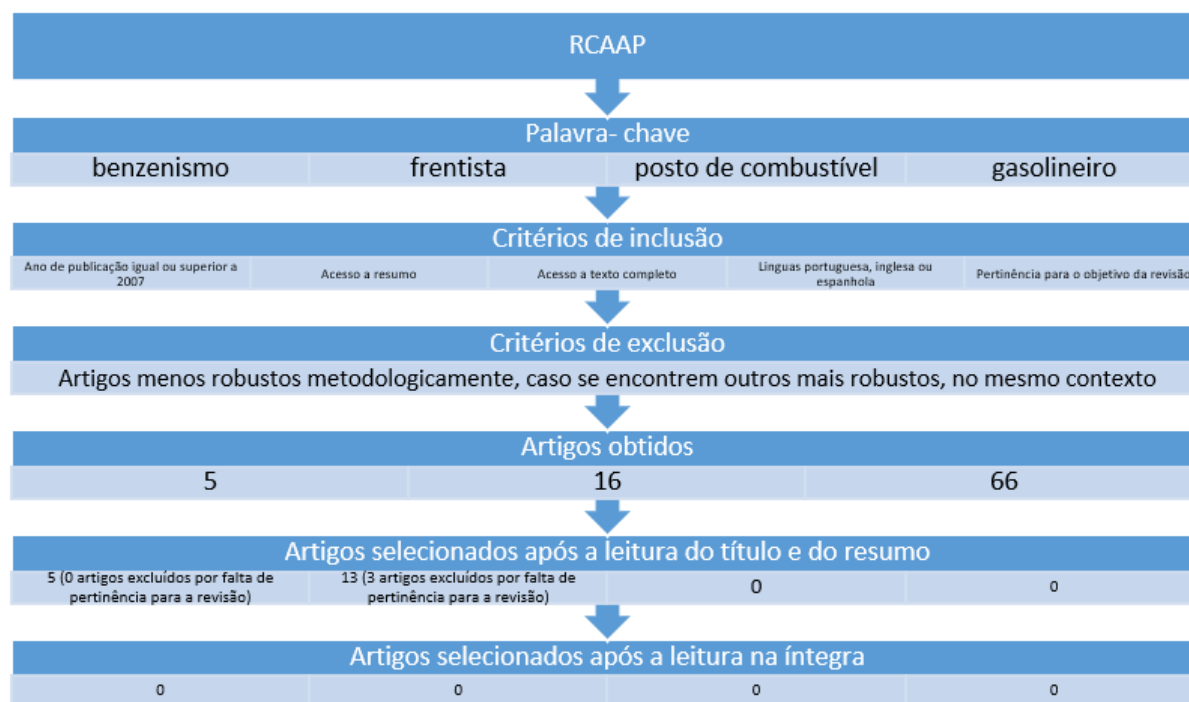 RCAAP
Palavra- chave
benzenismo frentista posto de combustível gasolineiro
Critérios de inclusão
Ano de publicação igual ou superior a
2007
Acesso a resumo
Acesso a texto completo
Linguas portuguesa, inglesa ou
espanhola
Pertinência para o objetivo da revisão
Critérios de exclusão
Artigos menos robustos metodologicamente, caso se encontrem outros mais robustos, no mesmo contexto
Artigos obtidos
5 16 66
Artigos selecionados após a leitura do título e do resumo
5 (0 artigos excluídos por falta de
pertinência para a revisão)
13 (3 artigos excluídos por falta de
pertinência para a revisão)
0
0
Artigos selecionados após a leitura na íntegra
0 0 0 0